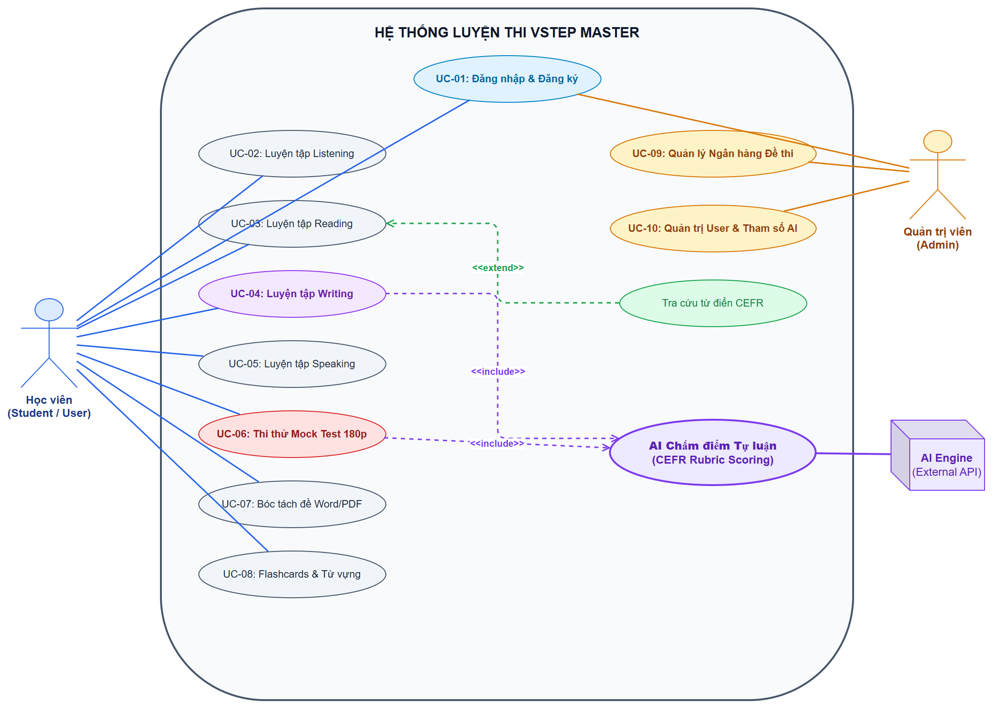 HỆ THỐNG LUYỆN THI VSTEP MASTER
UC-01: Đăng nhập & Đăng ký
UC-02: Luyện tập Listening
UC-09: Quản lý Ngân hàng Đề thi
UC-03: Luyện tập Reading
UC-10: Quản trị User & Tham số AI
Quản trị viên
(Admin)
<<extend>>
UC-04: Luyện tập Writing
Tra cứu từ điển CEFR
UC-05: Luyện tập Speaking
<<include>>
Học viên
(Student / User)
UC-06: Thi thử Mock Test 180p
<<include>>
AI Chấm điểm Tự luận
(CEFR Rubric Scoring)
AI Engine
(External API)
UC-07: Bóc tách đề Word/PDF
UC-08: Flashcards & Từ vựng